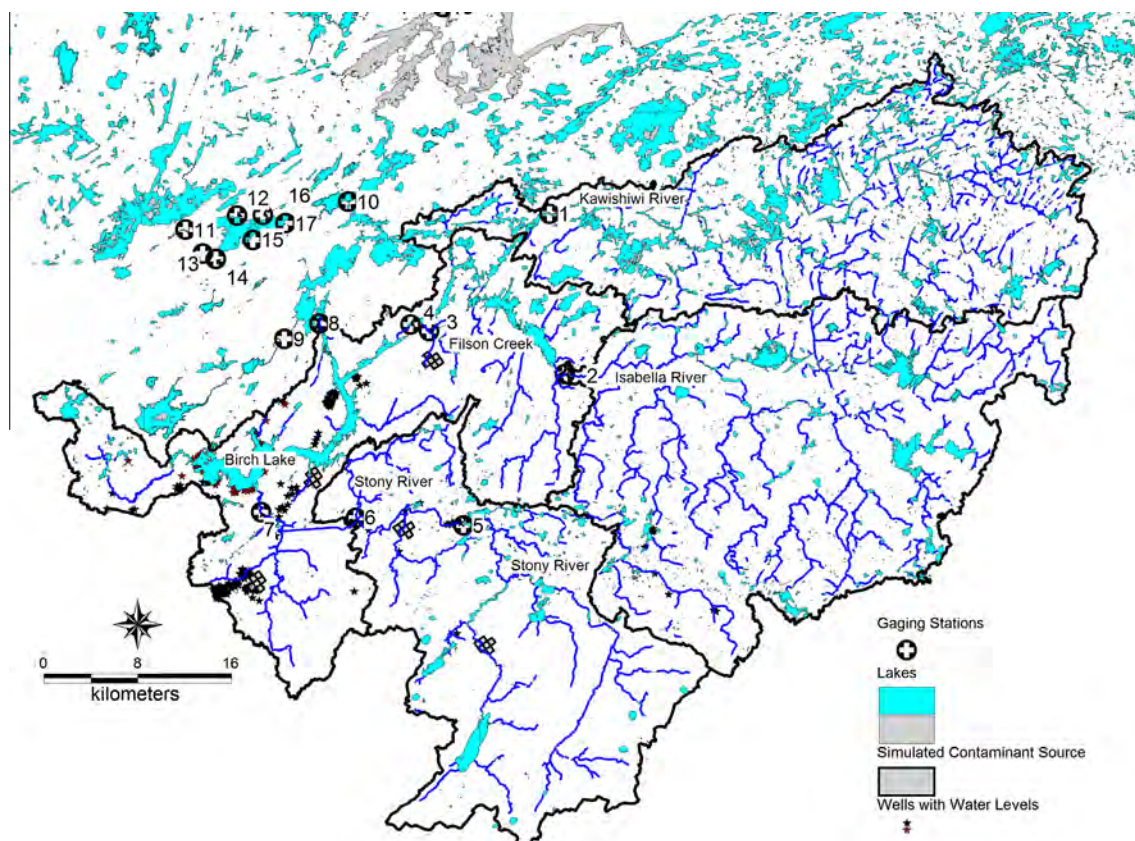 16
12
10
9
17
11
15
13
14
1
Kawishiwi River
4
3
8
Filson Creek
9
2
Isabella River
Birch Lake
Stony River
6
5
7
Stony River
Gaging Stations
0 8 16
Lakes
kilometers
Simulated Contaminant Source
Wells with Water Levels